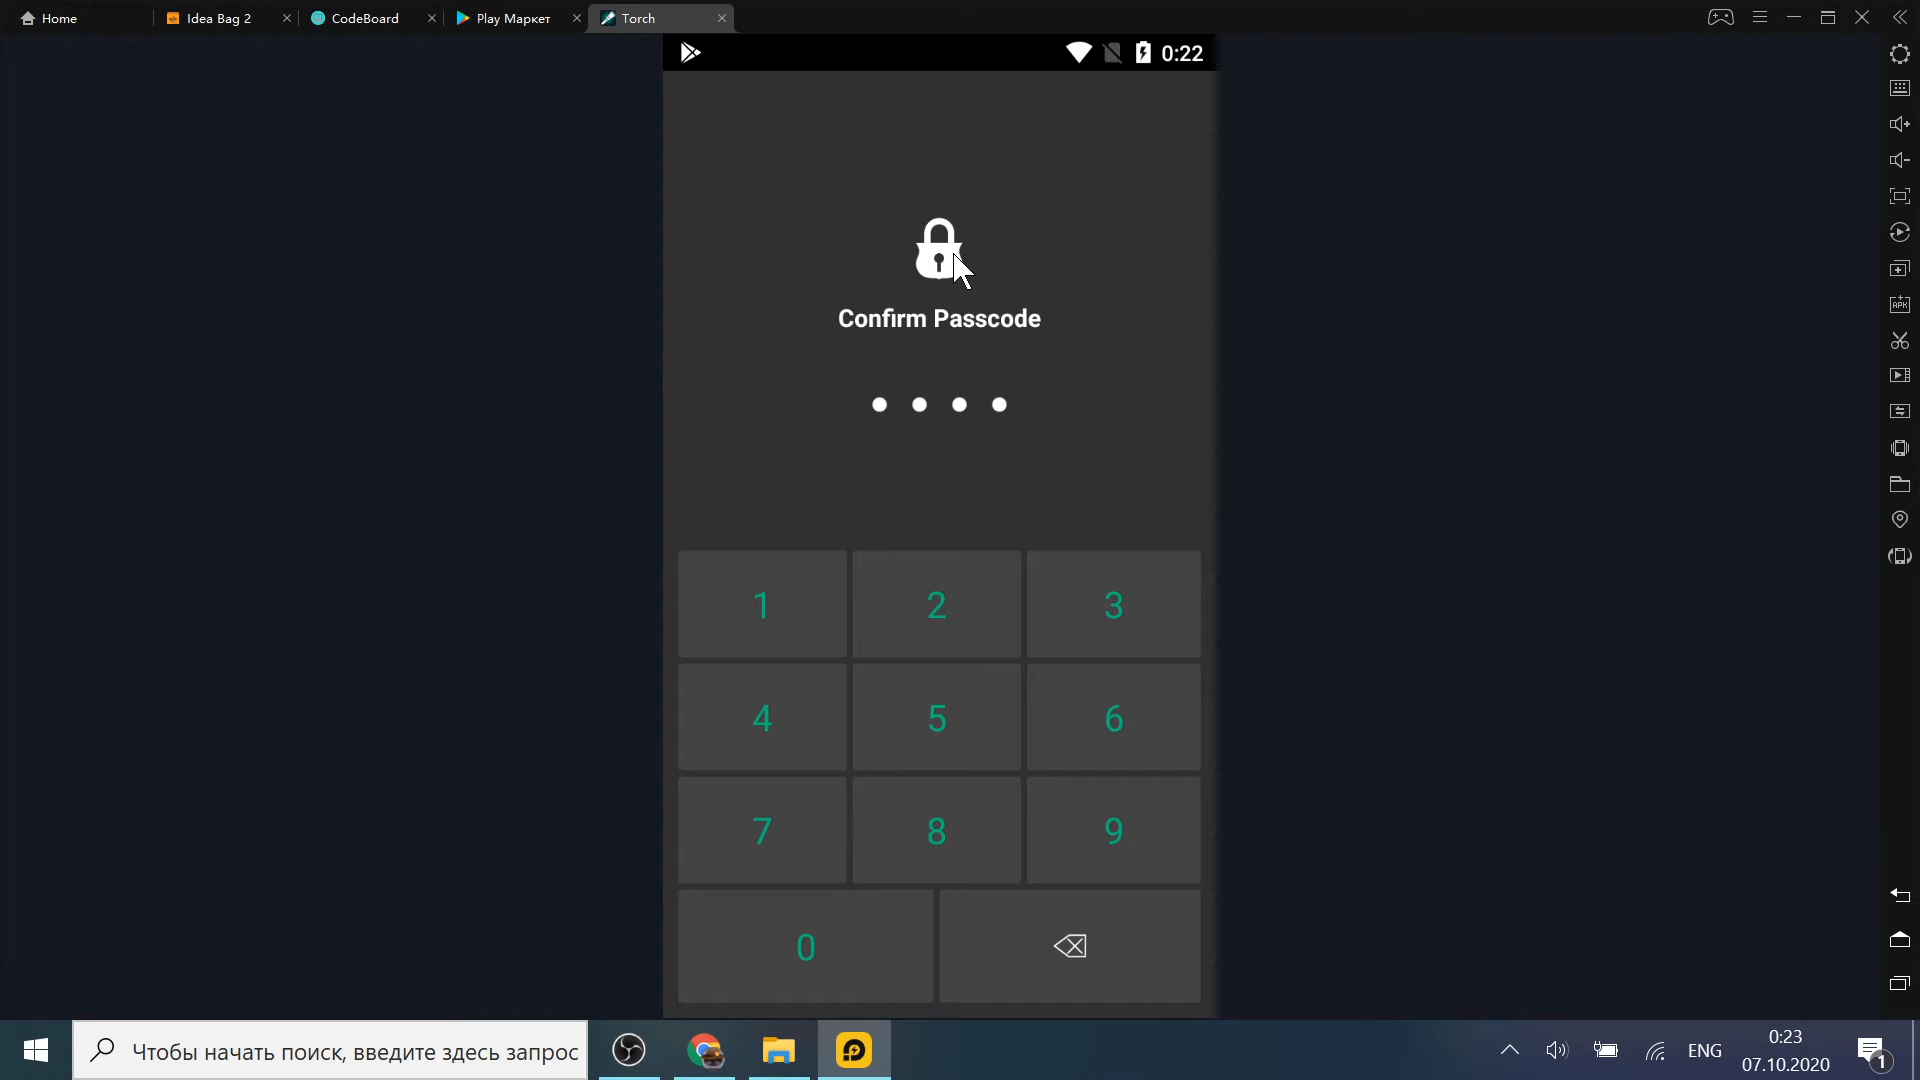 Home
Idea Bag 2
CodeBoard
Play Маркет
Torch
0:22
Confirm Passcode
1 2 3
4 5 6
7 8 9
0
APK
Чтобы начать поиск, введите здесь запрос
ENG
0:23
07.10.2020
1